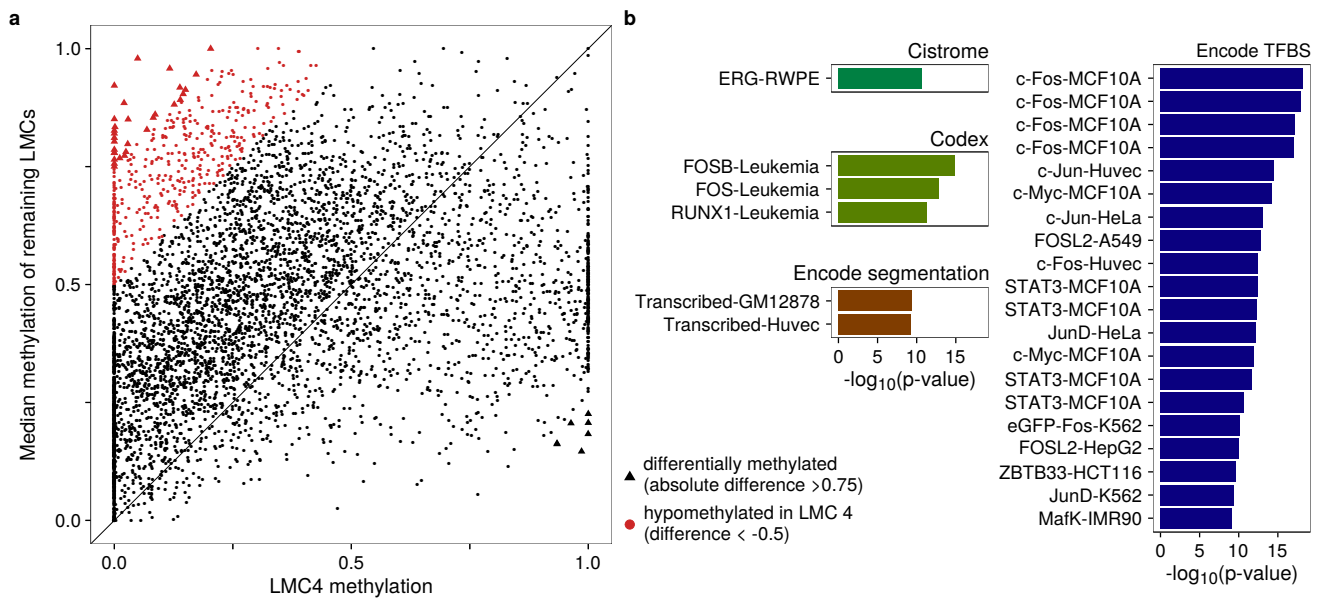 a
1.0
0.5
0.0
Median methylation of remaining LMCs
0.0
0.5
1.0
LMC4 methylation
b
Cistrome
ERG-RWPE
Codex
FOSB-Leukemia
FOS-Leukemia
RUNX1-Leukemia
Encode segmentation
Transcribed-GM12878
Transcribed-Huvec
0 5 10 15
-log10(p-value)
differentially methylated
(absolute difference >0.75)
hypomethylated in LMC 4
(difference < -0.5)
Encode TFBS
c-Fos-MCF10A
c-Fos-MCF10A
c-Fos-MCF10A
c-Fos-MCF10A
c-Jun-Huvec
c-Myc-MCF10A
c-Jun-HeLa
FOSL2-A549
c-Fos-Huvec
STAT3-MCF10A
STAT3-MCF10A
JunD-HeLa
c-Myc-MCF10A
STAT3-MCF10A
STAT3-MCF10A
eGFP-Fos-K562
FOSL2-HepG2
ZBTB33-HCT116
JunD-K562
MafK-IMR90
0 5 10 15
-log10(p-value)